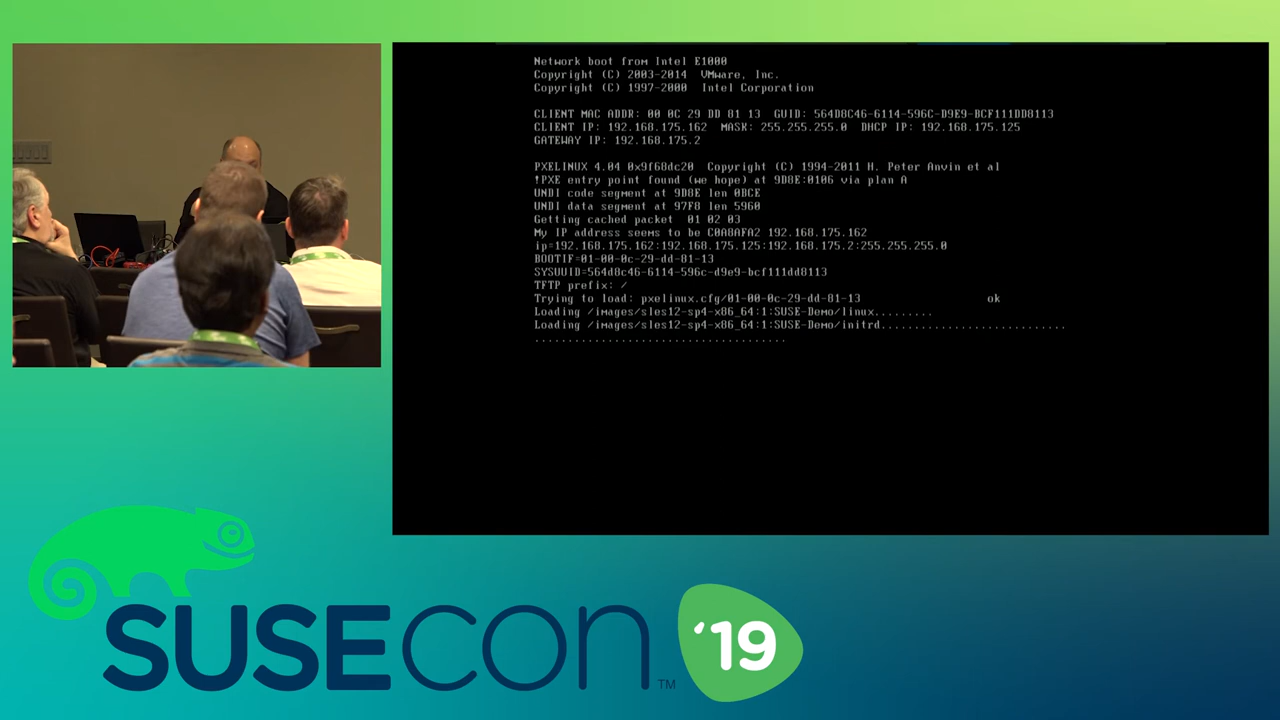 Network boot from Intel E1000
Copyright (C) 2003-2014  VMware, Inc.
Copyright (C) 1997-2000  Intel Corporation
CLIENT MAC ADDR: 00 0C 29 DD 81 13  GUID: 564D8C46-6114-596C-D9E9-BCF111DD8113
CLIENT IP: 192.168.175.162  MASK: 255.255.255.0  DHCP IP: 192.168.175.125
GATEWAY IP: 192.168.175.2
PXELINUX 4.04 0x9f68dc20  Copyright (C) 1994-2011 H. Peter Anvin et al
!PXE entry point found (we hope) at 9D8E:0106 via plan A
UNDI code segment at 9D8E len 0BCE
UNDI data segment at 97F8 len 5960
Getting cached packet  01 02 03
My IP address seems to be C0A8AFA2 192.168.175.162
ip=192.168.175.162:192.168.175.125:192.168.175.2:255.255.255.0
BOOTIF=01-00-0c-29-dd-81-13
SYSUUID=564d8c46-6114-596c-d9e9-bcf111dd8113
TFTP prefix: /
Trying to load: pxelinux.cfg/01-00-0c-29-dd-81-13                   ok
Loading /images/sles12-sp4-x86_64:1:SUSE-Demo/linux.........
Loading /images/sles12-sp4-x86_64:1:SUSE-Demo/initrd............................
......................................
SUSECON ™ '19